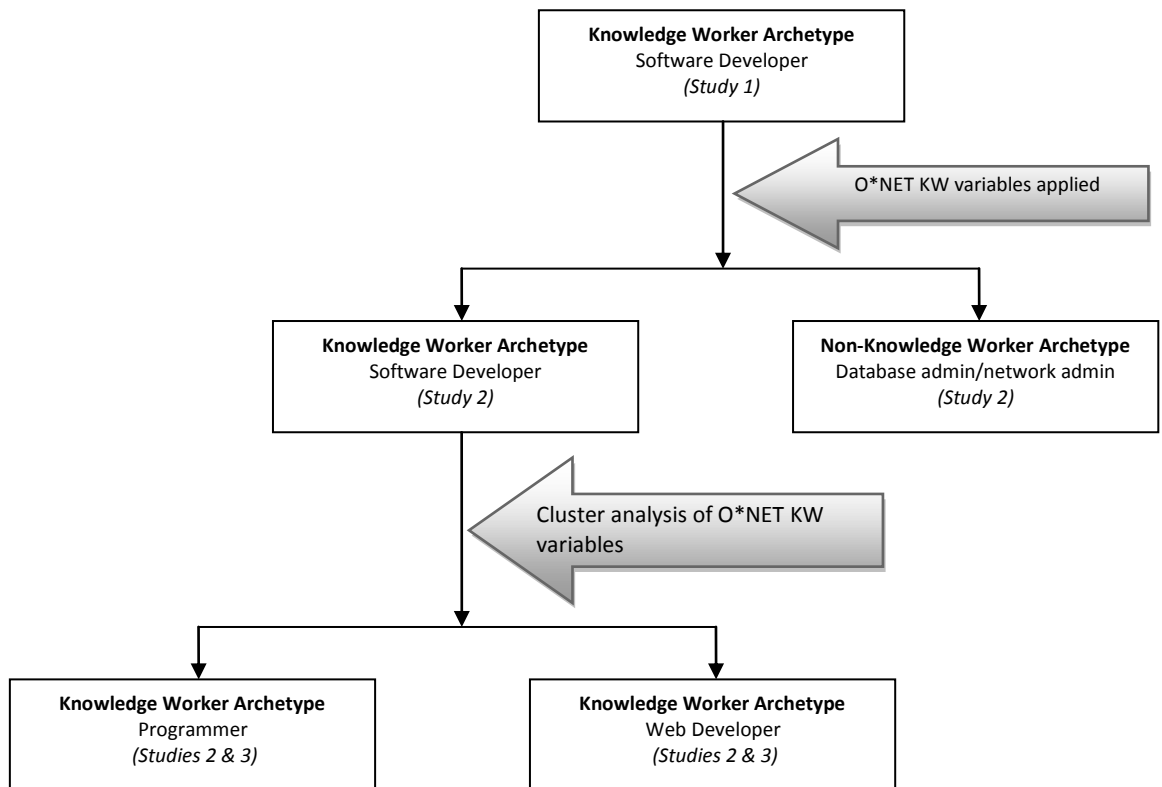 Knowledge Worker Archetype
Software Developer
(Study 1)
O*NET KW variables applied
Knowledge Worker Archetype
Software Developer
(Study 2)
Non-Knowledge Worker Archetype
Database admin/network admin
(Study 2)
Cluster analysis of O*NET KW
variables
Knowledge Worker Archetype
Programmer
(Studies 2 & 3)
Knowledge Worker Archetype
Web Developer
(Studies 2 & 3)